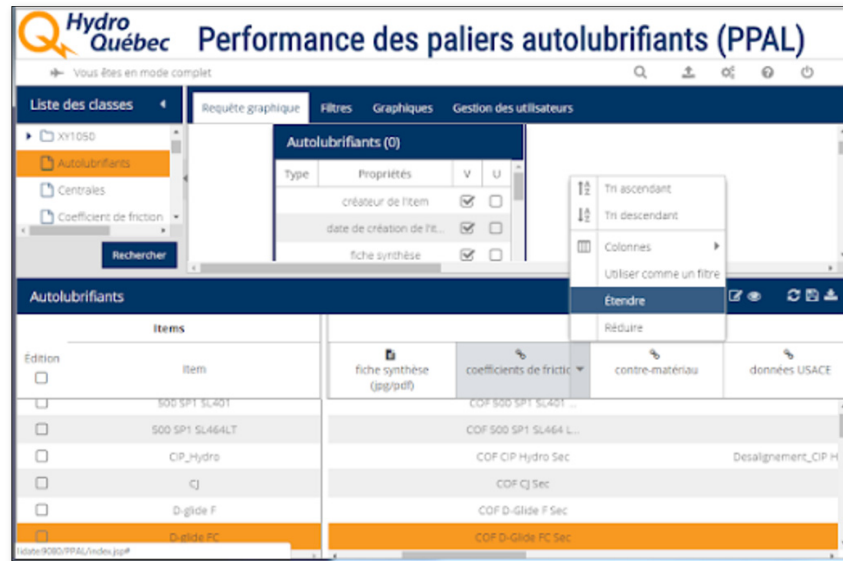 Hydro
Québec
Performance des paliers autolubrifiants (PPAL)
Vous êtes en mode complet
Liste des classes
Requête graphique Filtres Graphiques Gestion des utilisateurs
XY1050
Autolubrifiants
Centrales
Coefficient de friction
Rechercher
Autolubrifiants (0)
Type Propriétés V U
créateur de l'item
date de création de l'it...
fiche synthèse
Tri ascendant
Tri descendant
Colonnes
Utiliser comme un filtre
Étendre
Réduire
Autolubrifiants
Items
Édition Item fiche synthèse (jpg/pdf) coefficients de frictic contre-matériau données USACE
500 SP1 SL401 COF 500 SP1 SL401 ...
500 SP1 SL464LT COF 500 SP1 SL464 L...
CIP_Hydro COF CIP Hydro Sec Desalignement_CIP H
CJ COF CJ Sec
D-glide F COF D-Glide F Sec
D-glide FC COF D-Glide FC Sec
:9080/PPAL/index.jsp#